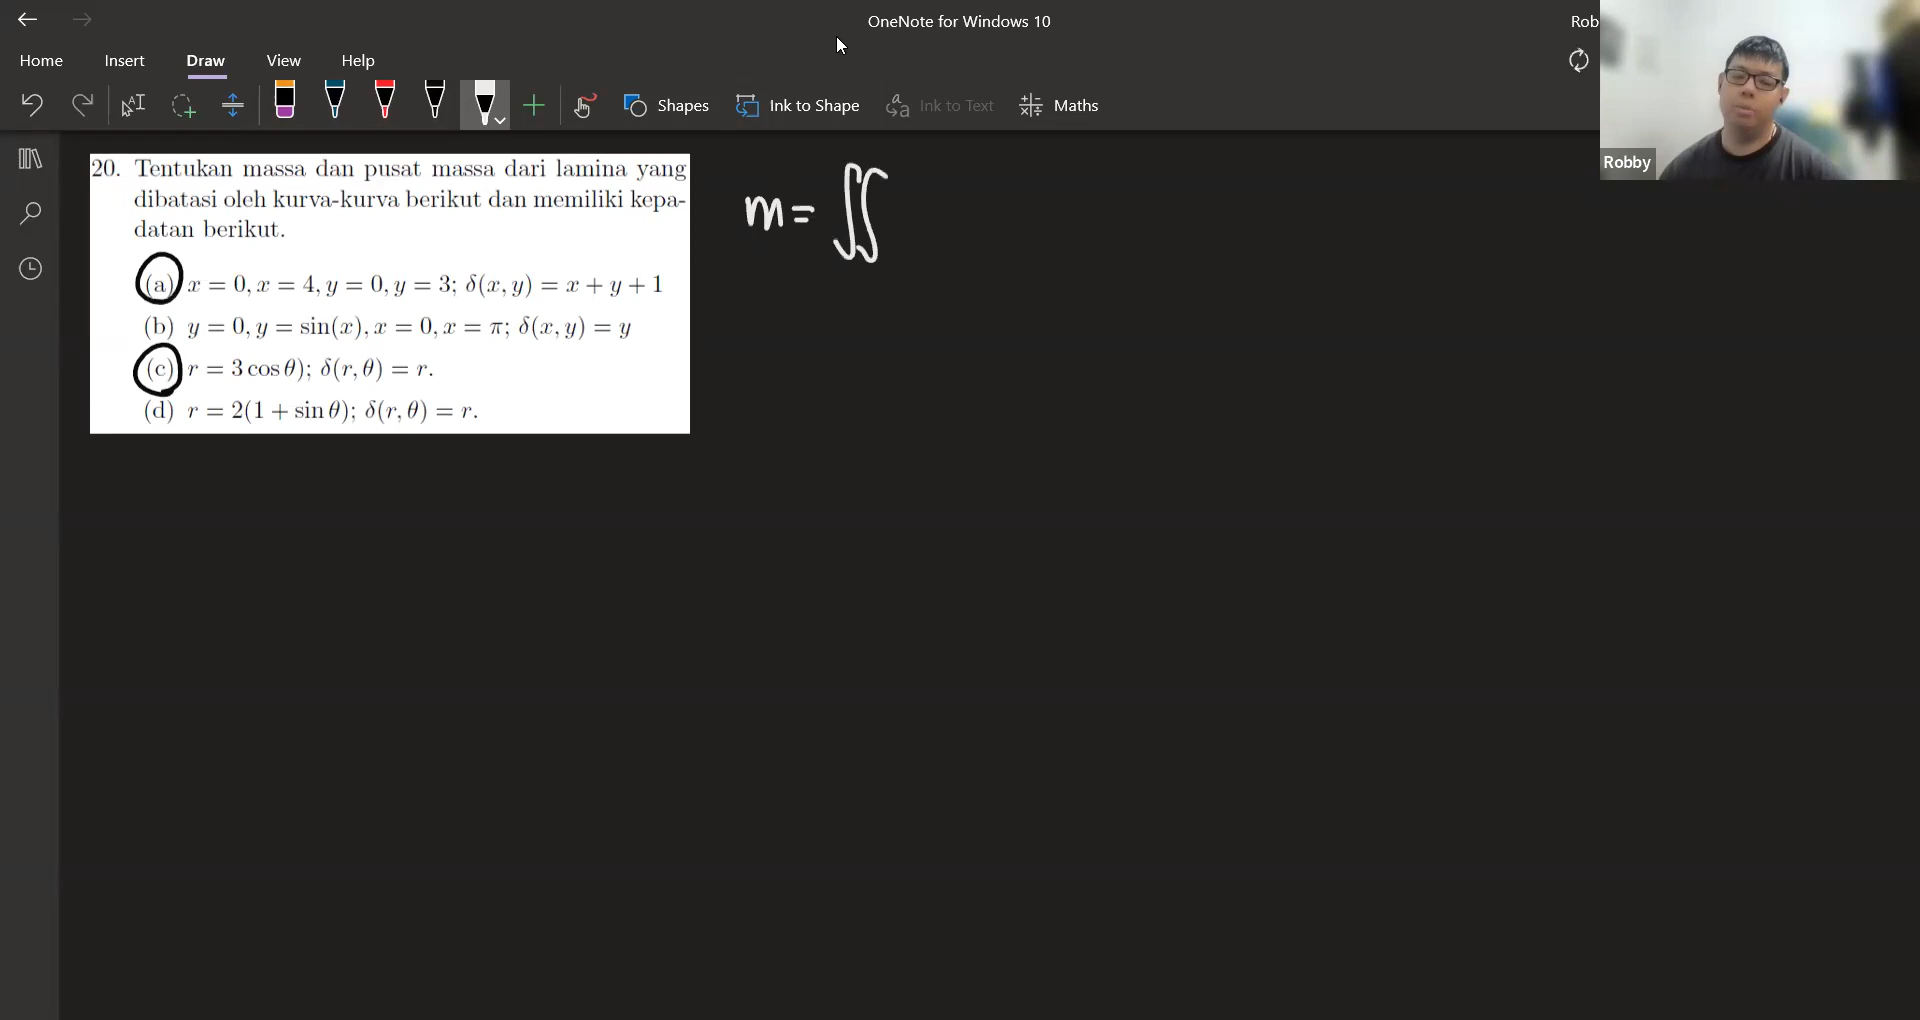 OneNote for Windows 10
Rob
Home Insert Draw View Help
Shapes Ink to Shape Ink to Text Maths
Robby
20. Tentukan massa dan pusat massa dari lamina yang
dibatasi oleh kurva-kurva berikut dan memiliki kepa-
datan berikut.
(a) x = 0, x = 4, y = 0, y = 3; δ(x, y) = x + y + 1
(b) y = 0, y = sin(x), x = 0, x = π; δ(x, y) = y
(c) r = 3 cos θ); δ(r, θ) = r.
(d) r = 2(1 + sin θ); δ(r, θ) = r.
m = ∬